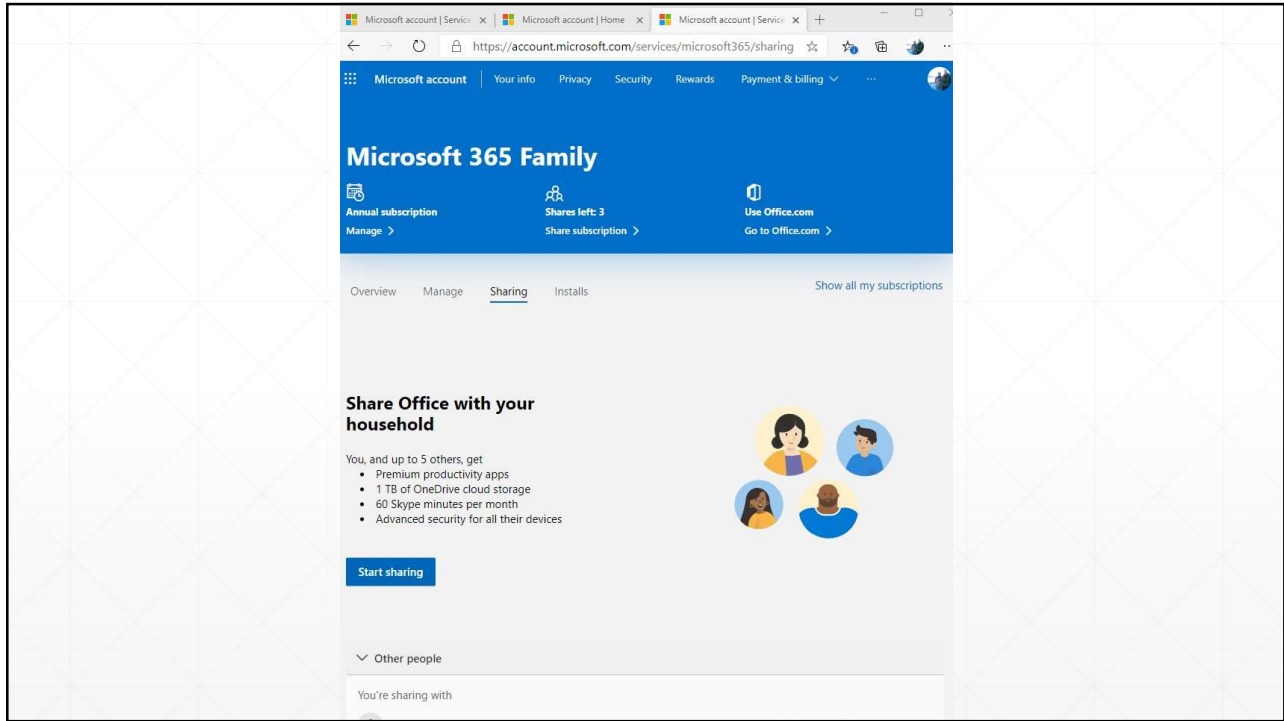 Microsoft account | Service
Microsoft account | Home
Microsoft account | Service
https://account.microsoft.com/services/microsoft365/sharing
Microsoft account
Your info
Privacy
Security
Rewards
Payment & billing
...
Microsoft 365 Family
Annual subscription
Manage >
Shares left: 3
Share subscription >
Use Office.com
Go to Office.com >
Overview
Manage
Sharing
Installs
Show all my subscriptions
Share Office with your
household
You, and up to 5 others, get
• Premium productivity apps
• 1 TB of OneDrive cloud storage
• 60 Skype minutes per month
• Advanced security for all their devices
Start sharing
Other people
You're sharing with